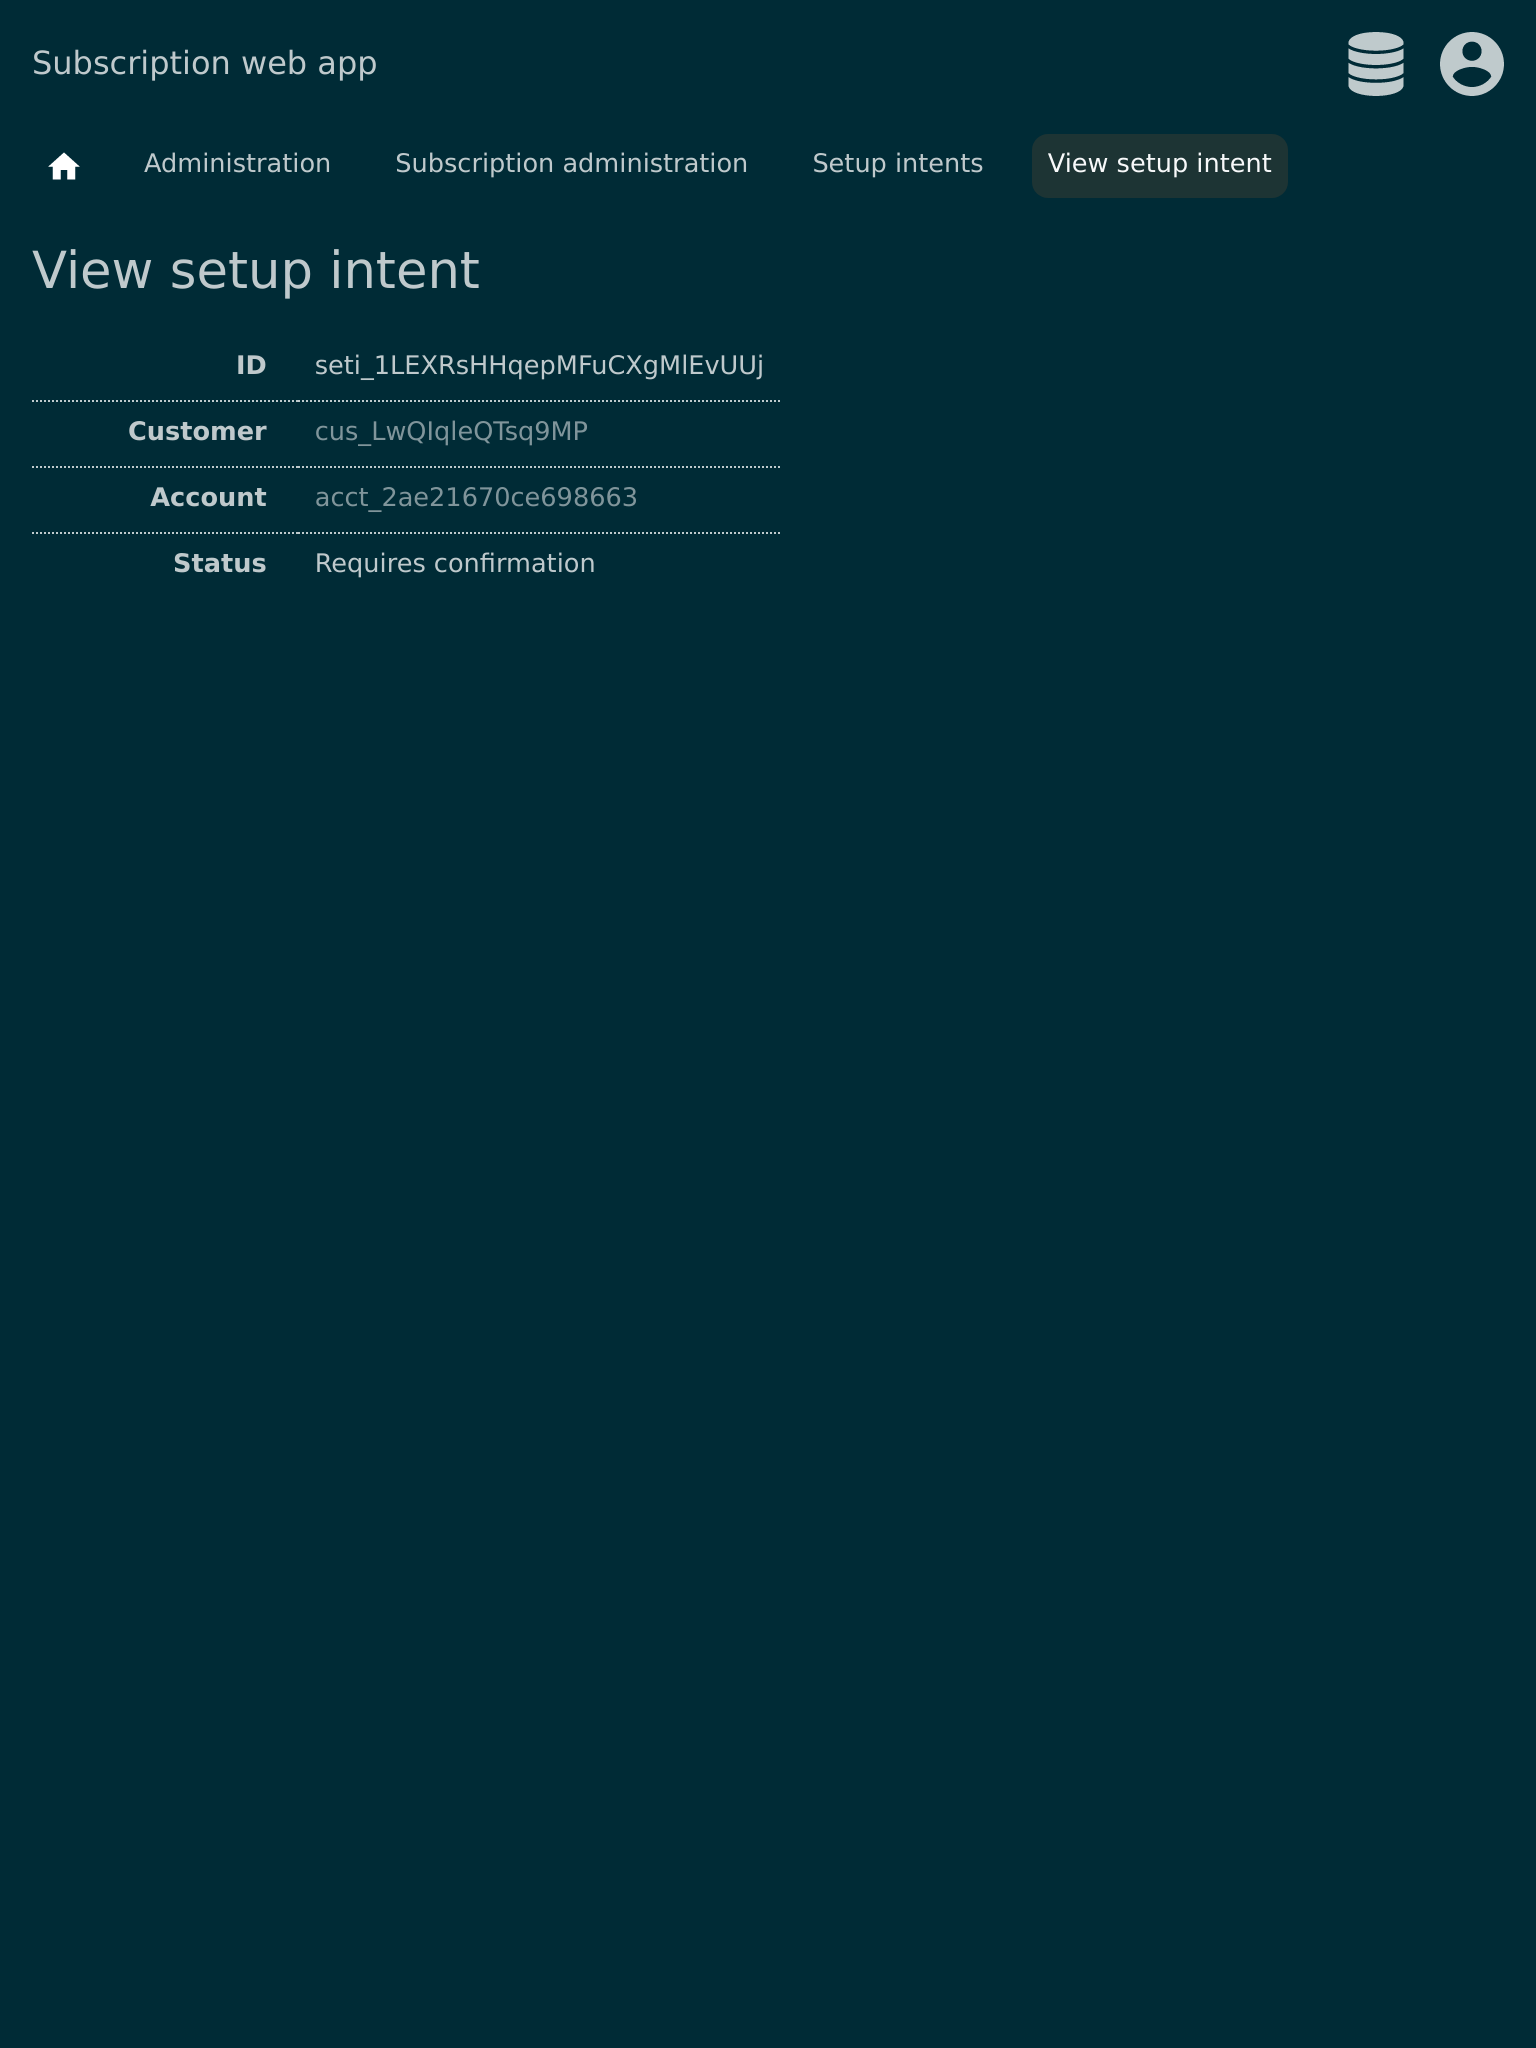 Subscription web app
Administration Subscription administration Setup intents View setup intent
View setup intent
ID seti_1LEXRsHHqepMFuCXgMlEvUUj
Customer cus_LwQIqleQTsq9MP
Account acct_2ae21670ce698663
Status Requires confirmation